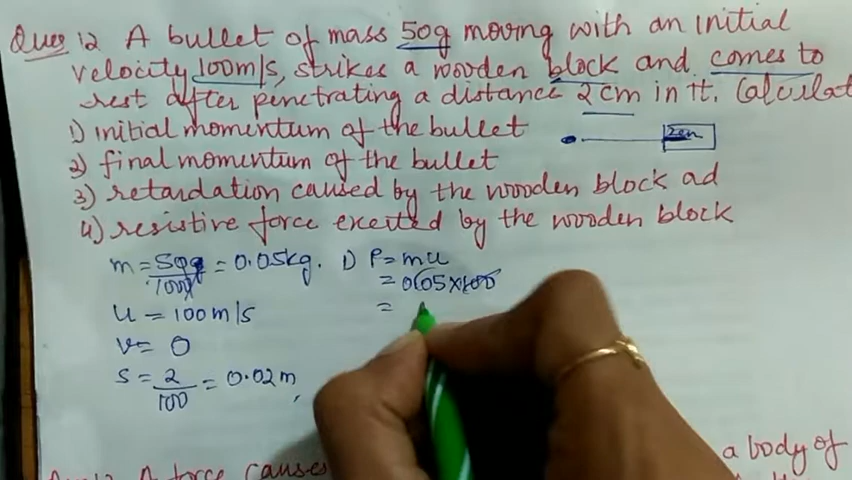 Ques 12 A bullet of mass 50g moving with an initial
velocity 100m/s, strikes a wooden block and comes to
rest after penetrating a distance 2cm in it. Calculat
1) initial momentum of the bullet
2cm
2) final momentum of the bullet
3) retardation caused by the wooden block ad
4) resistive force exerted by the wooden block
m = 50g/1000 = 0.05kg. 1) P = mu
= 0.05×100
u = 100m/s =
v = 0
s = 2/100 = 0.02m,
a body of
A force causes